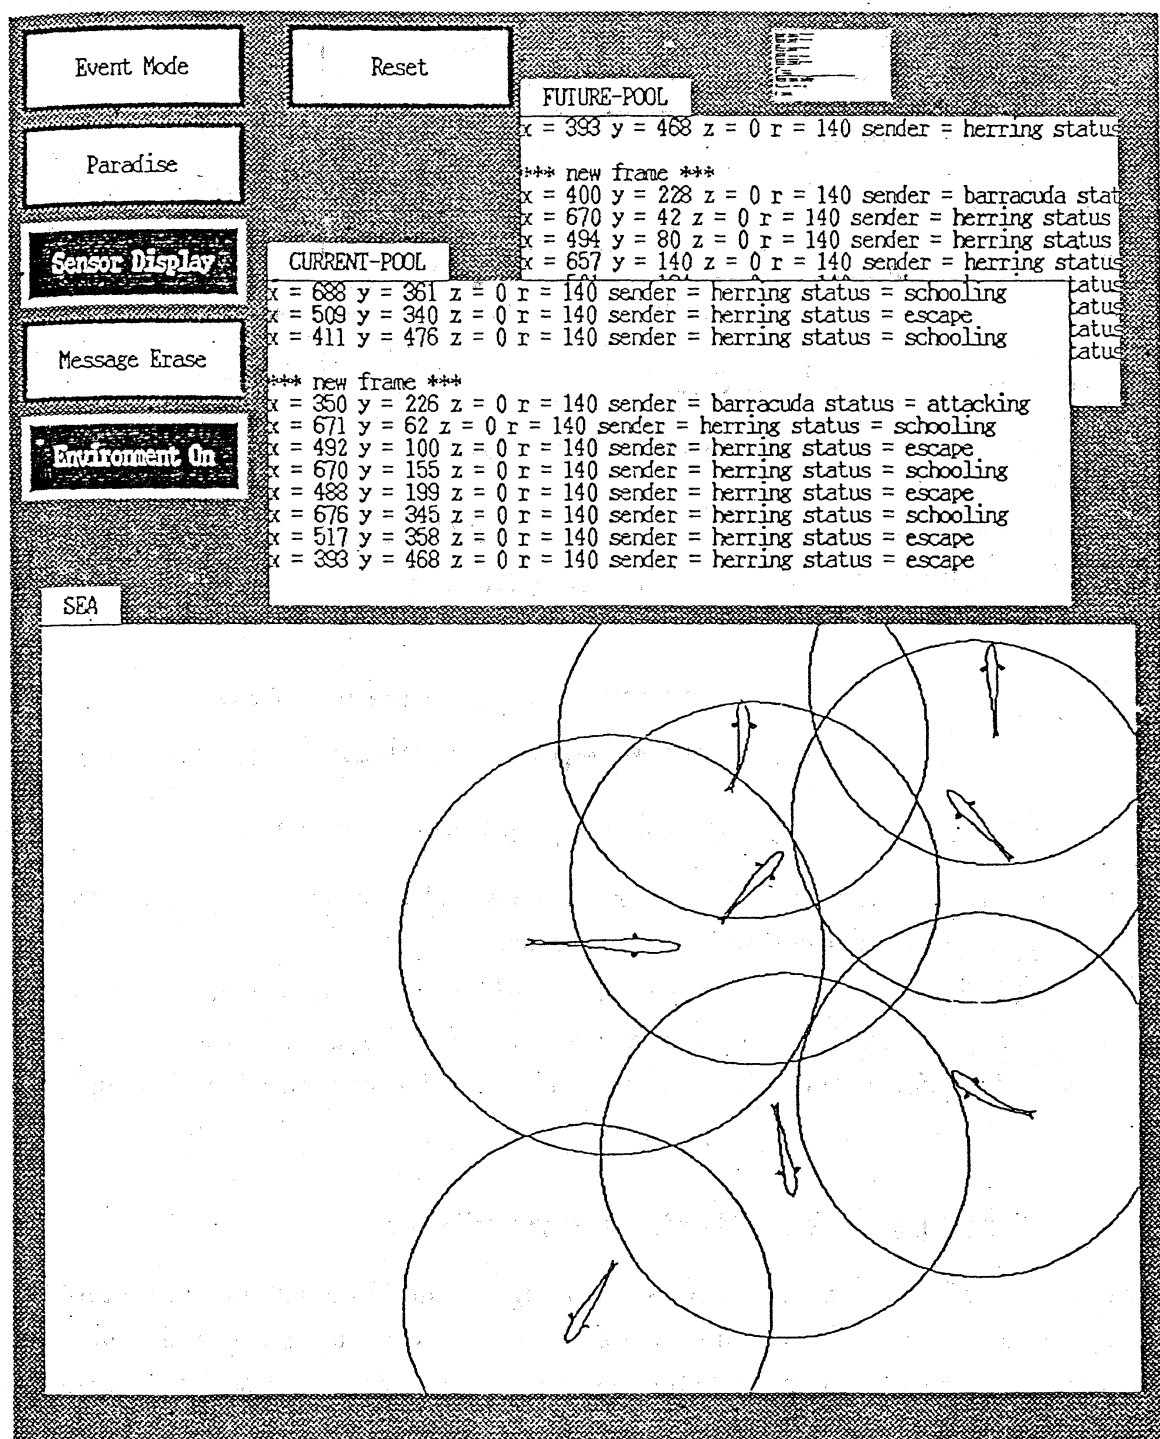 Event Mode
Reset
Paradise
Sensor Display
Message Erase
Environment On
FUTURE-POOL
x = 393 y = 468 z = 0 r = 140 sender = herring status
*** new frame ***
x = 400 y = 228 z = 0 r = 140 sender = barracuda stat
x = 670 y = 42 z = 0 r = 140 sender = herring status
x = 494 y = 80 z = 0 r = 140 sender = herring status
x = 657 y = 140 z = 0 r = 140 sender = herring status
tatus
tatus
tatus
tatus
CURRENT-POOL
x = 688 y = 361 z = 0 r = 140 sender = herring status = schooling
x = 509 y = 340 z = 0 r = 140 sender = herring status = escape
x = 411 y = 476 z = 0 r = 140 sender = herring status = schooling
*** new frame ***
x = 350 y = 226 z = 0 r = 140 sender = barracuda status = attacking
x = 671 y = 62 z = 0 r = 140 sender = herring status = schooling
x = 492 y = 100 z = 0 r = 140 sender = herring status = escape
x = 670 y = 155 z = 0 r = 140 sender = herring status = schooling
x = 488 y = 199 z = 0 r = 140 sender = herring status = escape
x = 676 y = 345 z = 0 r = 140 sender = herring status = schooling
x = 517 y = 358 z = 0 r = 140 sender = herring status = escape
x = 393 y = 468 z = 0 r = 140 sender = herring status = escape
SEA